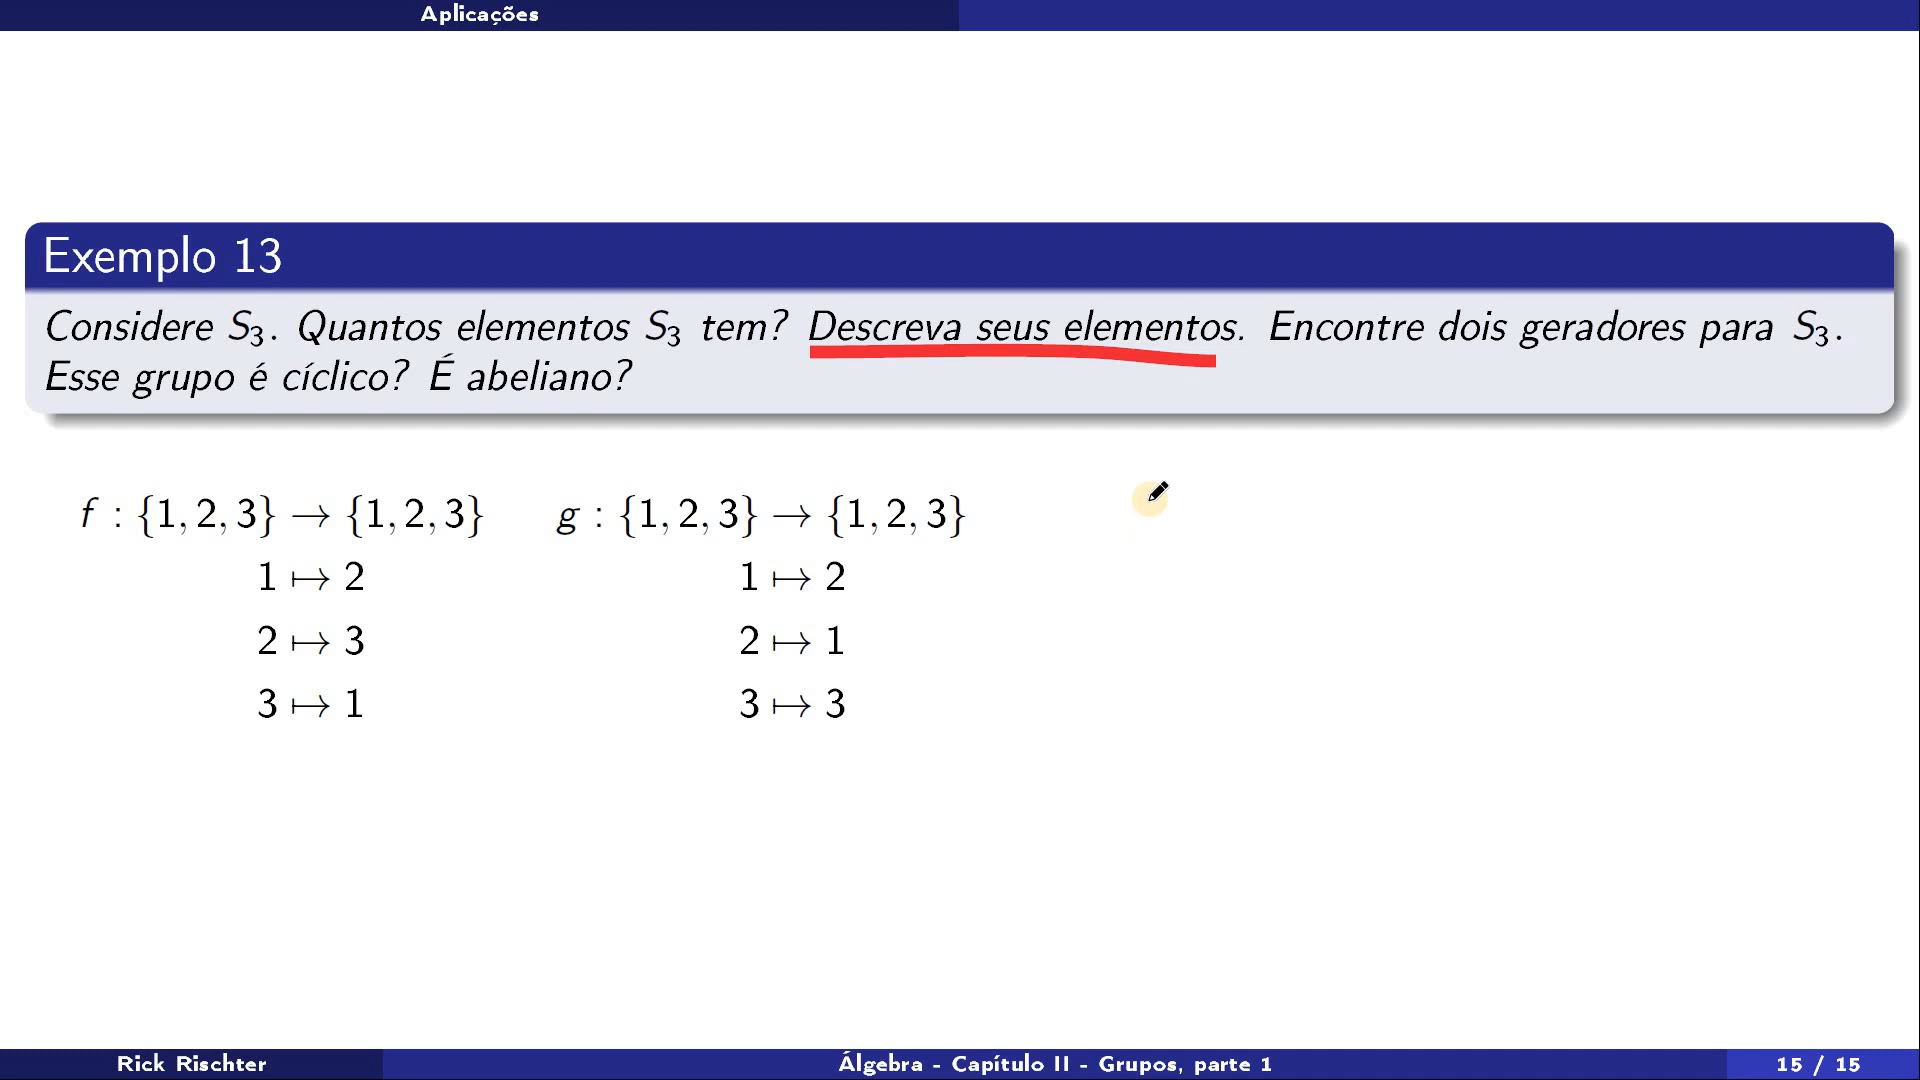 Aplicações
Exemplo 13
Considere S₃. Quantos elementos S₃ tem? Descreva seus elementos. Encontre dois geradores para S₃.
Esse grupo é cíclico? É abeliano?
f : {1, 2, 3} → {1, 2, 3}
1 ↦ 2
2 ↦ 3
3 ↦ 1
g : {1, 2, 3} → {1, 2, 3}
1 ↦ 2
2 ↦ 1
3 ↦ 3
Rick Rischter
Álgebra - Capítulo II - Grupos, parte 1
15 / 15